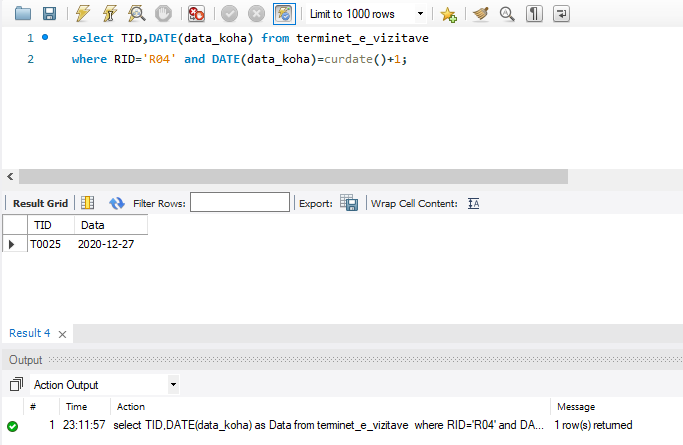 Limit to 1000 rows
1 select TID,DATE(data_koha) from terminet_e_vizitave
2 where RID='R04' and DATE(data_koha)=curdate()+1;
Result Grid Filter Rows: Export: Wrap Cell Content: IA
TID Data
T0025 2020-12-27
Result 4
Output
Action Output
# Time Action Message
1 23:11:57 select TID,DATE(data_koha) as Data from terminet_e_vizitave where RID='R04' and DA... 1 row(s) returned